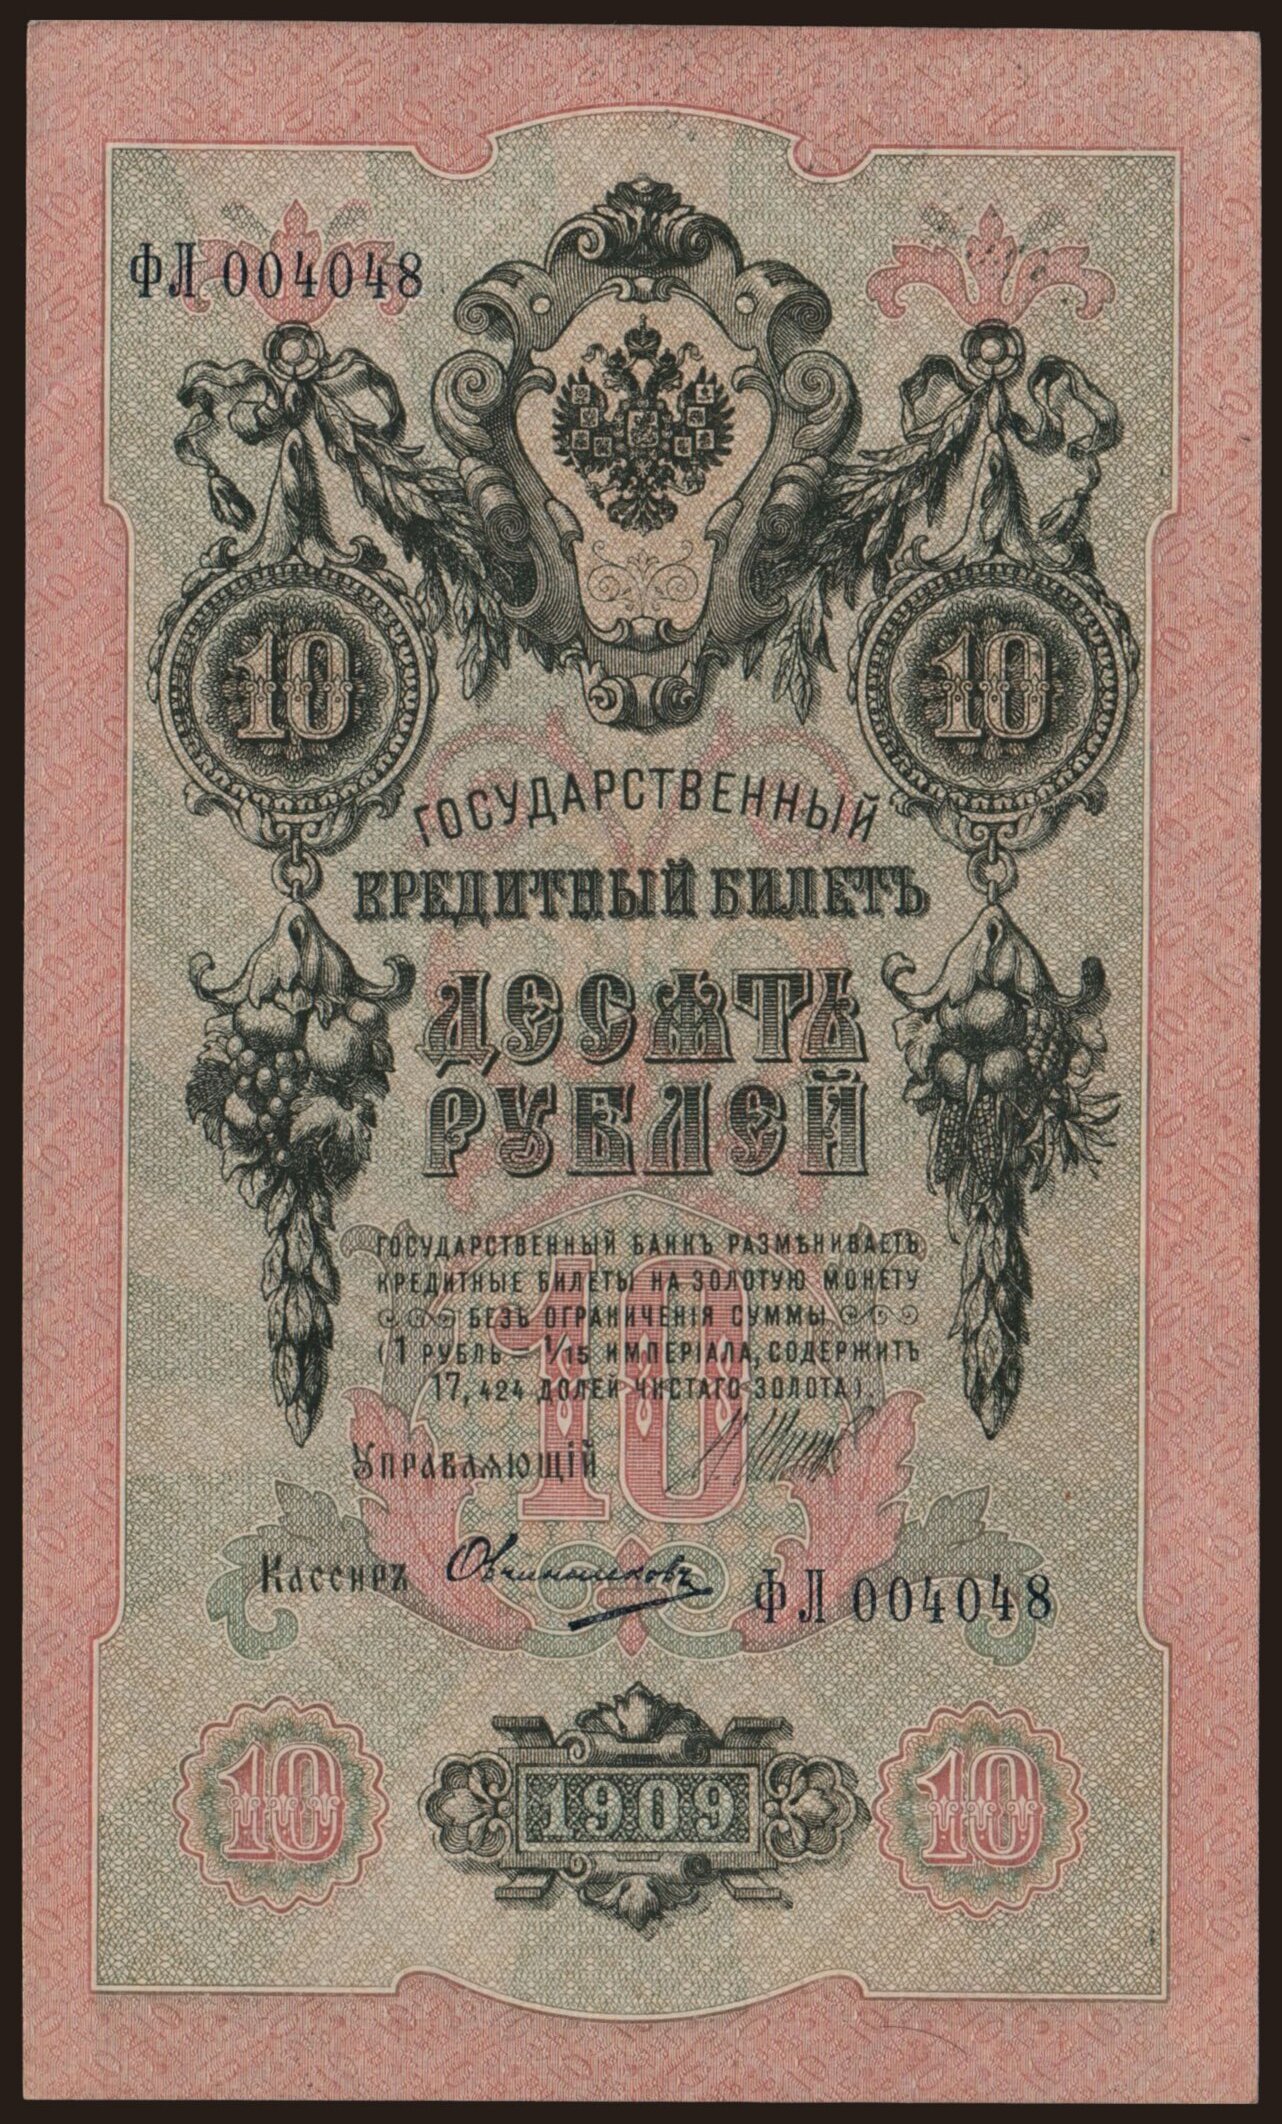 ФЛ 004048
10 10
ГОСУДАРСТВЕННЫЙ
КРЕДИТНЫЙ БИЛЕТЪ
ДЕСЯТЬ
РУБЛЕЙ
ГОСУДАРСТВЕННЫЙ БАНКЪ РАЗМѢНИВАЕТЪ
КРЕДИТНЫЕ БИЛЕТЫ НА ЗОЛОТУЮ МОНЕТУ
БЕЗЪ ОГРАНИЧЕНІЯ СУММЫ
(1 РУБЛЬ = 1/15 ИМПЕРІАЛА, СОДЕРЖИТЪ
17,424 ДОЛЕЙ ЧИСТАГО ЗОЛОТА).
10
Управляющій
Кассиръ Овчинниковъ
ФЛ 004048
10 1909 10